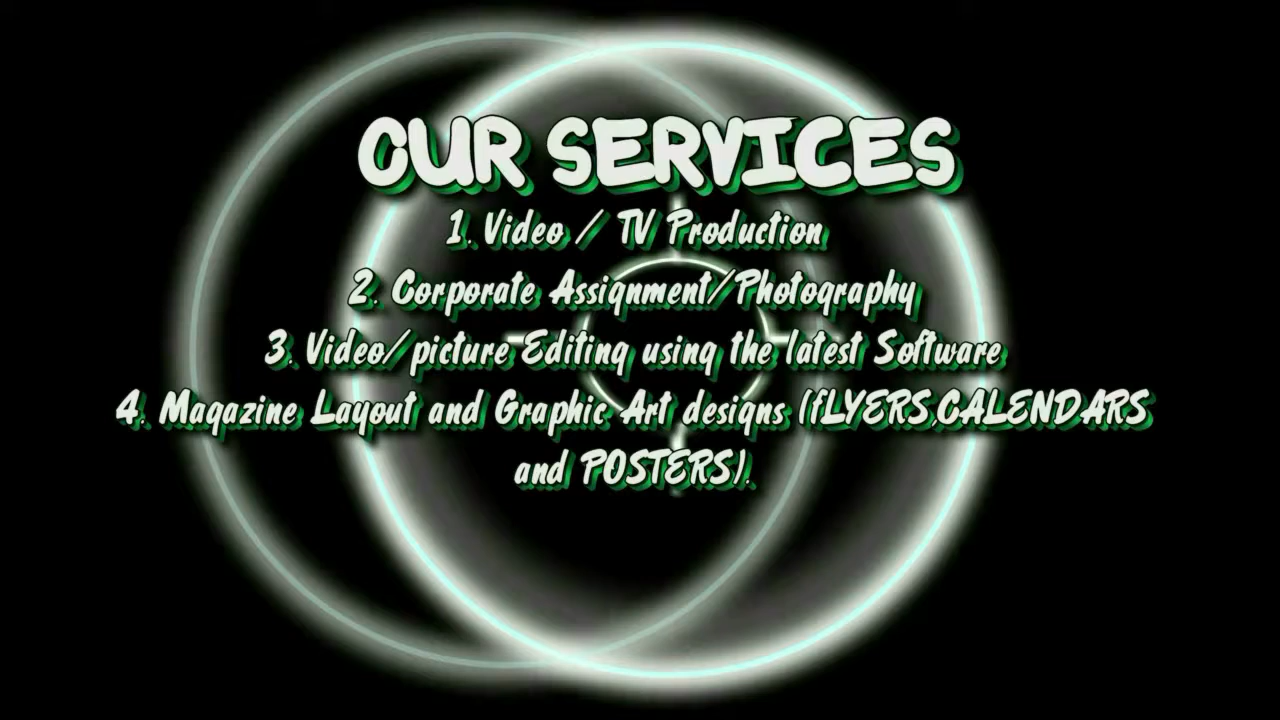 OUR SERVICES
1. Video / TV Production
2. Corporate Assignment/Photography
3. Video/picture Editing using the latest Software
4. Magazine Layout and Graphic Art designs (fLYERS,CALENDARS
and POSTERS).